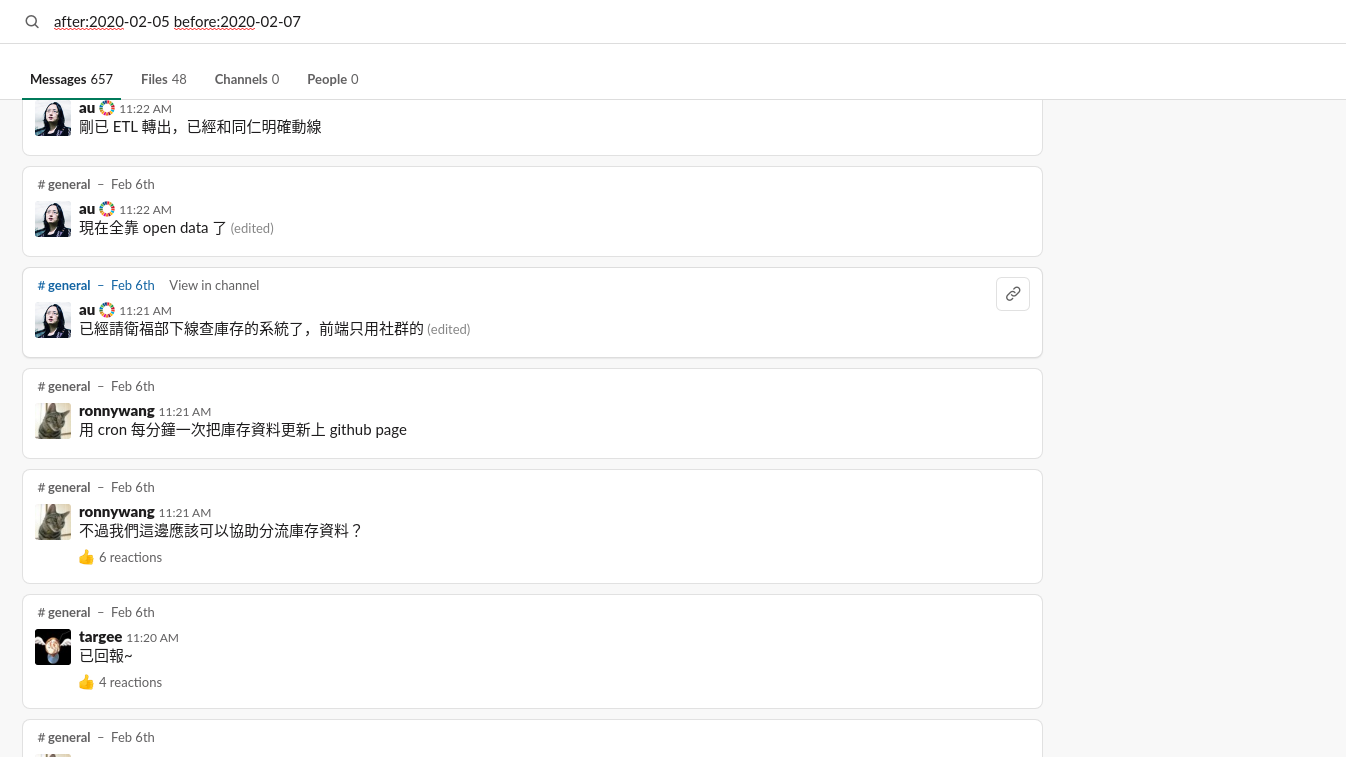 after:2020-02-05 before:2020-02-07
Messages 657 Files 48 Channels 0 People 0
au 11:22 AM
剛已 ETL 轉出，已經和同仁明確動線
# general – Feb 6th
au 11:22 AM
現在全靠 open data 了 (edited)
# general – Feb 6th View in channel
au 11:21 AM
已經請衛福部下線查庫存的系統了，前端只用社群的 (edited)
# general – Feb 6th
ronnywang 11:21 AM
用 cron 每分鐘一次把庫存資料更新上 github page
# general – Feb 6th
ronnywang 11:21 AM
不過我們這邊應該可以協助分流庫存資料？
6 reactions
# general – Feb 6th
targee 11:20 AM
已回報~
4 reactions
# general – Feb 6th